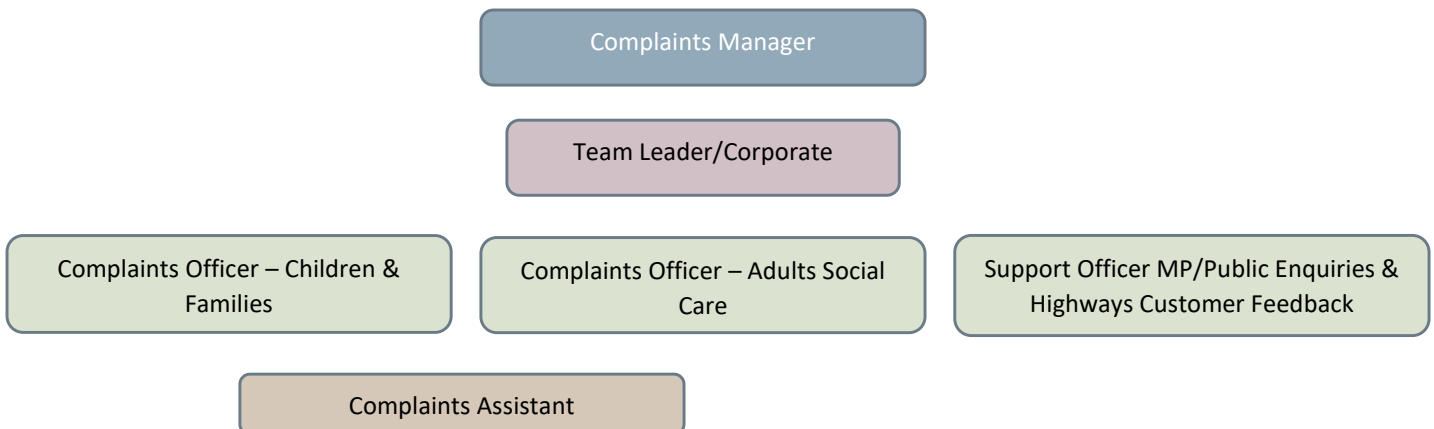 Complaints Manager
Team Leader/Corporate
Complaints Officer – Children &
Families
Complaints Officer – Adults Social
Care
Support Officer MP/Public Enquiries &
Highways Customer Feedback
Complaints Assistant